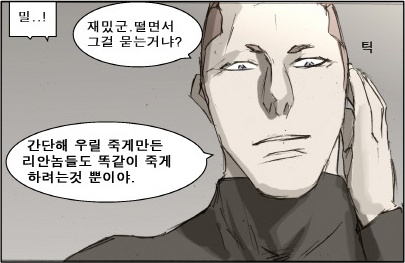 밀..!
재밌군.떨면서
그걸 묻는거냐?
틱
간단해 우릴 죽게만든
리안놈들도 똑같이 죽게
하려는것 뿐이야.